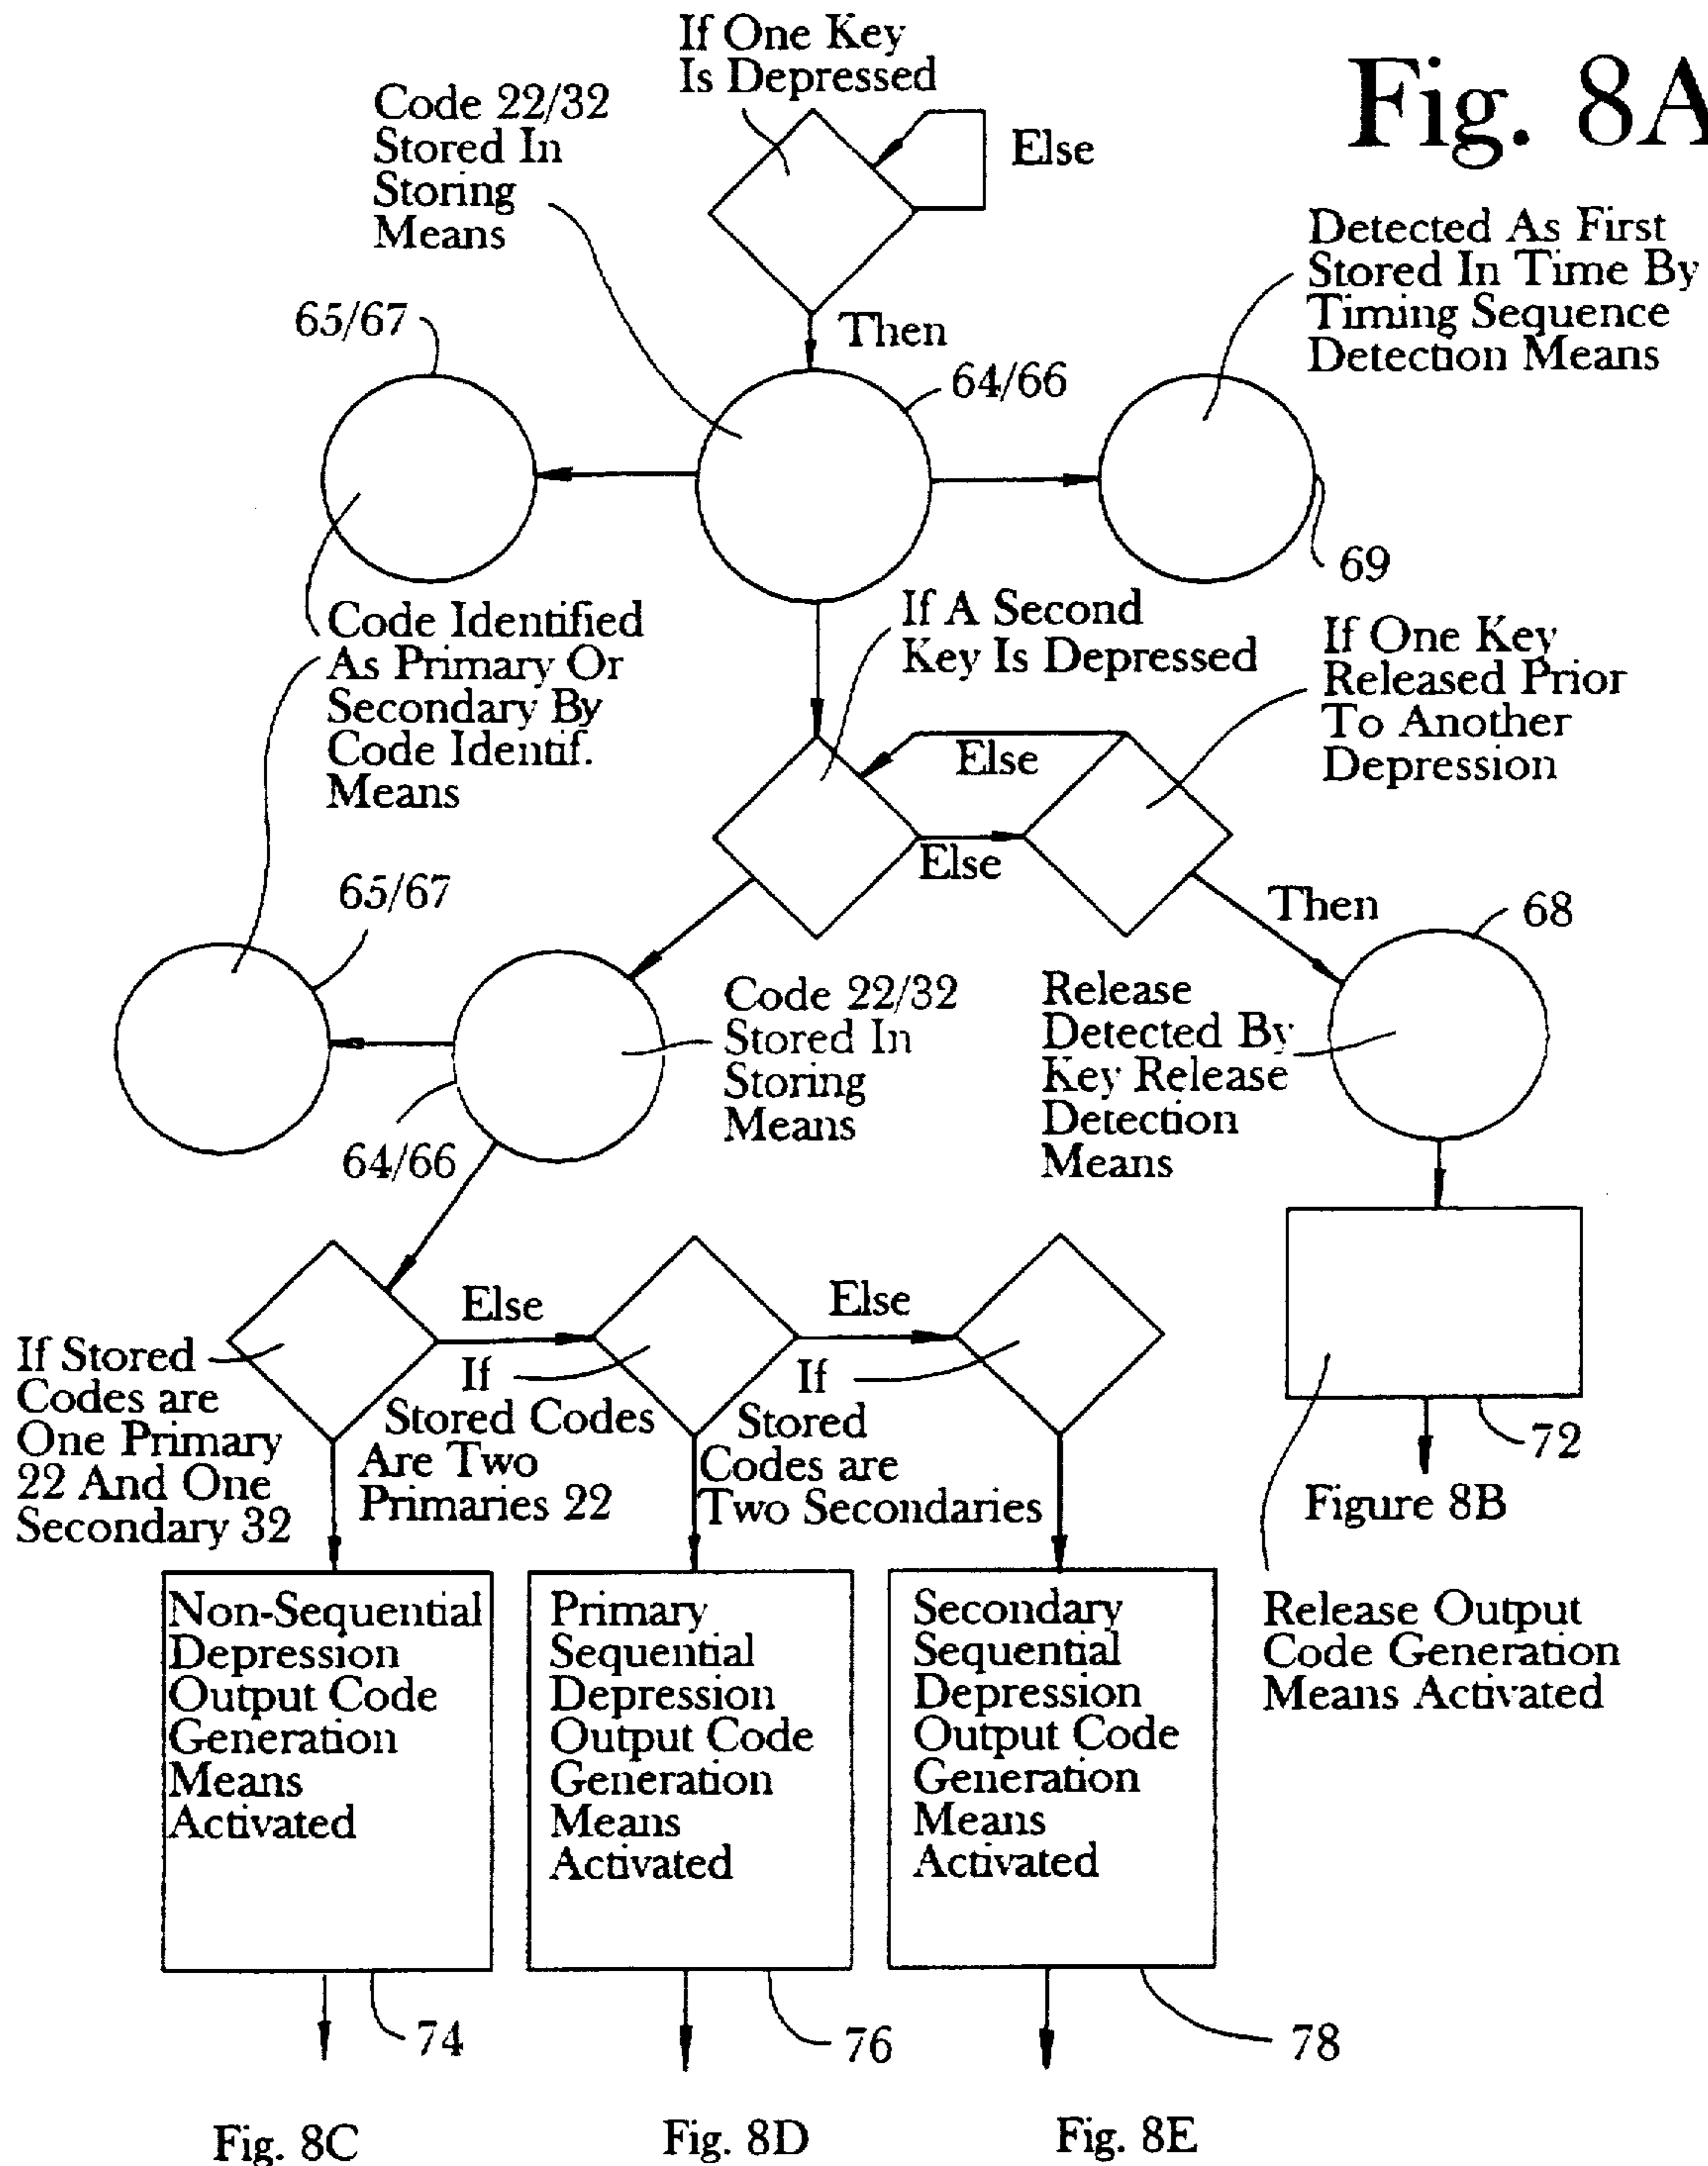 Fig. 8A
If One Key
Is Depressed
Else
Code 22/32
Stored In
Storing
Means
Detected As First
Stored In Time By
Timing Sequence
Detection Means
65/67
Then
64/66
69
Code Identified
As Primary Or
Secondary By
Code Identif.
Means
If A Second
Key Is Depressed
If One Key
Released Prior
To Another
Depression
Else
Else
Then
65/67
68
Code 22/32
Stored In
Storing
Means
Release
Detected By
Key Release
Detection
Means
64/66
If Stored
Codes are
One Primary
22 And One
Secondary 32
Else
If
Stored Codes
Are Two
Primaries 22
Else
If
Stored
Codes are
Two Secondaries
72
Figure 8B
Non-Sequential
Depression
Output Code
Generation
Means
Activated
Primary
Sequential
Depression
Output Code
Generation
Means
Activated
Secondary
Sequential
Depression
Output Code
Generation
Means
Activated
Release Output
Code Generation
Means Activated
74
76
78
Fig. 8C
Fig. 8D
Fig. 8E